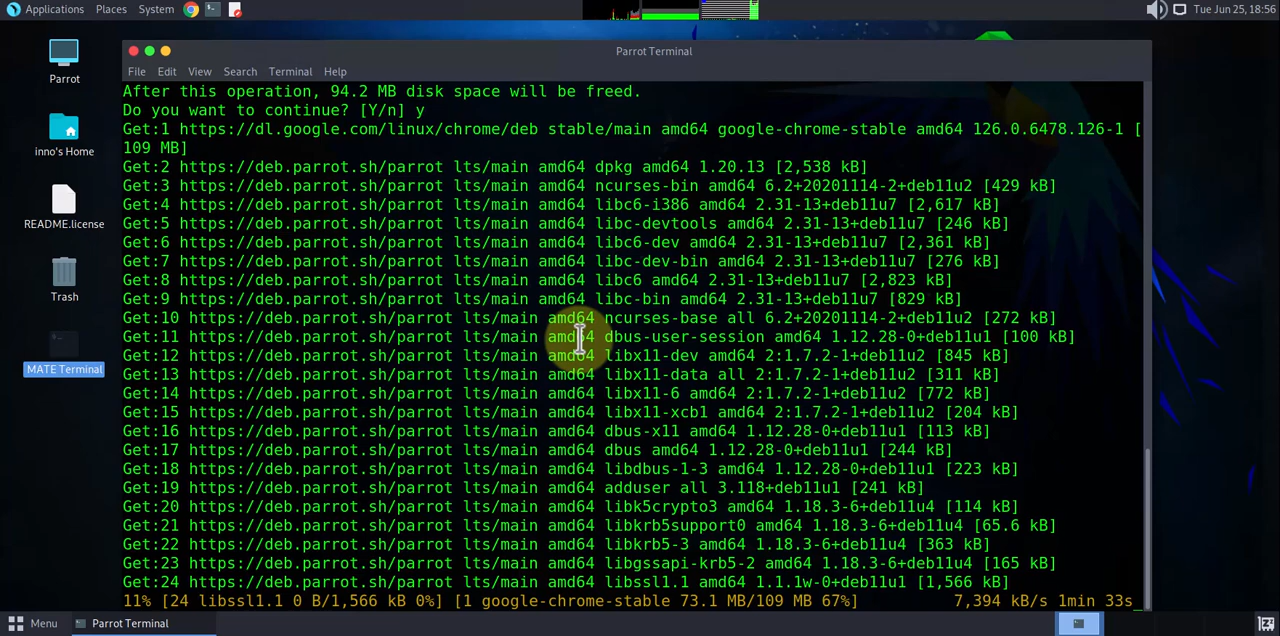 Applications Places System
Tue Jun 25, 18:56
Parrot Terminal
File Edit View Search Terminal Help
Parrot
inno's Home
README.license
Trash
MATE Terminal
After this operation, 94.2 MB disk space will be freed.
Do you want to continue? [Y/n] y
Get:1 https://dl.google.com/linux/chrome/deb stable/main amd64 google-chrome-stable amd64 126.0.6478.126-1 [
109 MB]
Get:2 https://deb.parrot.sh/parrot lts/main amd64 dpkg amd64 1.20.13 [2,538 kB]
Get:3 https://deb.parrot.sh/parrot lts/main amd64 ncurses-bin amd64 6.2+20201114-2+deb11u2 [429 kB]
Get:4 https://deb.parrot.sh/parrot lts/main amd64 libc6-i386 amd64 2.31-13+deb11u7 [2,617 kB]
Get:5 https://deb.parrot.sh/parrot lts/main amd64 libc-devtools amd64 2.31-13+deb11u7 [246 kB]
Get:6 https://deb.parrot.sh/parrot lts/main amd64 libc6-dev amd64 2.31-13+deb11u7 [2,361 kB]
Get:7 https://deb.parrot.sh/parrot lts/main amd64 libc-dev-bin amd64 2.31-13+deb11u7 [276 kB]
Get:8 https://deb.parrot.sh/parrot lts/main amd64 libc6 amd64 2.31-13+deb11u7 [2,823 kB]
Get:9 https://deb.parrot.sh/parrot lts/main amd64 libc-bin amd64 2.31-13+deb11u7 [829 kB]
Get:10 https://deb.parrot.sh/parrot lts/main amd64 ncurses-base all 6.2+20201114-2+deb11u2 [272 kB]
Get:11 https://deb.parrot.sh/parrot lts/main amd64 dbus-user-session amd64 1.12.28-0+deb11u1 [100 kB]
Get:12 https://deb.parrot.sh/parrot lts/main amd64 libx11-dev amd64 2:1.7.2-1+deb11u2 [845 kB]
Get:13 https://deb.parrot.sh/parrot lts/main amd64 libx11-data all 2:1.7.2-1+deb11u2 [311 kB]
Get:14 https://deb.parrot.sh/parrot lts/main amd64 libx11-6 amd64 2:1.7.2-1+deb11u2 [772 kB]
Get:15 https://deb.parrot.sh/parrot lts/main amd64 libx11-xcb1 amd64 2:1.7.2-1+deb11u2 [204 kB]
Get:16 https://deb.parrot.sh/parrot lts/main amd64 dbus-x11 amd64 1.12.28-0+deb11u1 [113 kB]
Get:17 https://deb.parrot.sh/parrot lts/main amd64 dbus amd64 1.12.28-0+deb11u1 [244 kB]
Get:18 https://deb.parrot.sh/parrot lts/main amd64 libdbus-1-3 amd64 1.12.28-0+deb11u1 [223 kB]
Get:19 https://deb.parrot.sh/parrot lts/main amd64 adduser all 3.118+deb11u1 [241 kB]
Get:20 https://deb.parrot.sh/parrot lts/main amd64 libk5crypto3 amd64 1.18.3-6+deb11u4 [114 kB]
Get:21 https://deb.parrot.sh/parrot lts/main amd64 libkrb5support0 amd64 1.18.3-6+deb11u4 [65.6 kB]
Get:22 https://deb.parrot.sh/parrot lts/main amd64 libkrb5-3 amd64 1.18.3-6+deb11u4 [363 kB]
Get:23 https://deb.parrot.sh/parrot lts/main amd64 libgssapi-krb5-2 amd64 1.18.3-6+deb11u4 [165 kB]
Get:24 https://deb.parrot.sh/parrot lts/main amd64 libssl1.1 amd64 1.1.1w-0+deb11u1 [1,566 kB]
11% [24 libssl1.1 0 B/1,566 kB 0%] [1 google-chrome-stable 73.1 MB/109 MB 67%] 7,394 kB/s 1min 33s
Menu Parrot Terminal